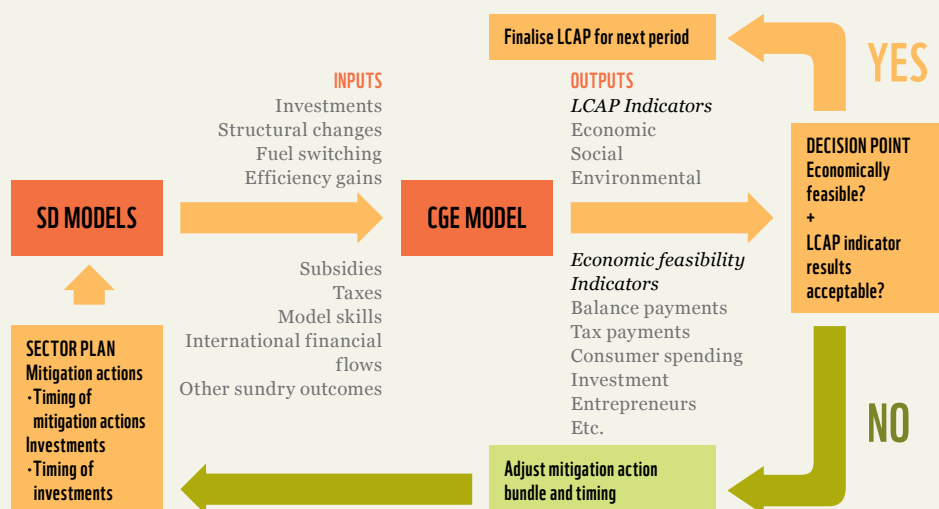 Finalise LCAP for next period
YES
INPUTS
Investments
Structural changes
Fuel switching
Efficiency gains
OUTPUTS
LCAP Indicators
Economic
Social
Environmental
DECISION POINT
Economically
feasible?
+
LCAP indicator
results
acceptable?
SD MODELS
CGE MODEL
Subsidies
Taxes
Model skills
International financial
flows
Other sundry outcomes
Economic feasibility
Indicators
Balance payments
Tax payments
Consumer spending
Investment
Entrepreneurs
Etc.
SECTOR PLAN
Mitigation actions
·Timing of
mitigation actions
Investments
·Timing of
investments
NO
Adjust mitigation action
bundle and timing